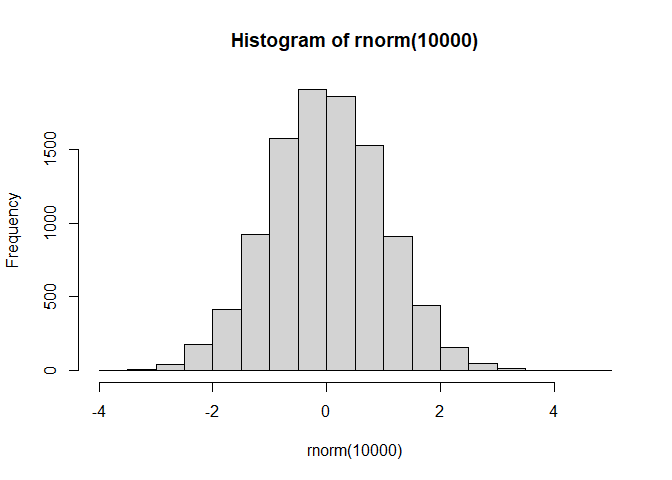 Histogram of rnorm(10000)
Frequency
1500
1000
500
0
-4 -2 0 2 4
rnorm(10000)